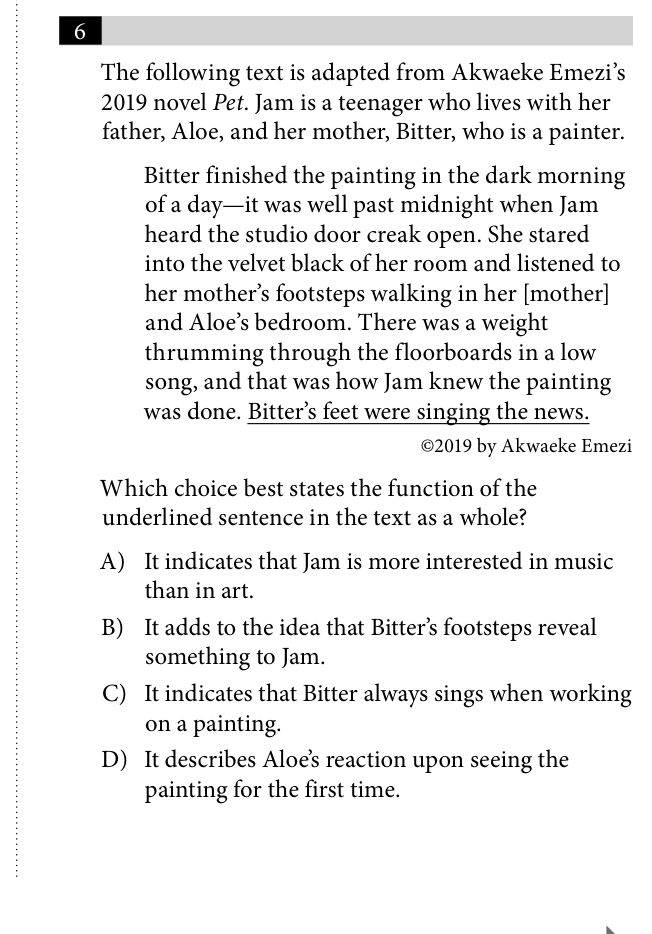 6
The following text is adapted from Akwaeke Emezi’s
2019 novel Pet. Jam is a teenager who lives with her
father, Aloe, and her mother, Bitter, who is a painter.
Bitter finished the painting in the dark morning
of a day—it was well past midnight when Jam
heard the studio door creak open. She stared
into the velvet black of her room and listened to
her mother’s footsteps walking in her [mother]
and Aloe’s bedroom. There was a weight
thrumming through the floorboards in a low
song, and that was how Jam knew the painting
was done. Bitter’s feet were singing the news.
©2019 by Akwaeke Emezi
Which choice best states the function of the
underlined sentence in the text as a whole?
A) It indicates that Jam is more interested in music
than in art.
B) It adds to the idea that Bitter’s footsteps reveal
something to Jam.
C) It indicates that Bitter always sings when working
on a painting.
D) It describes Aloe’s reaction upon seeing the
painting for the first time.